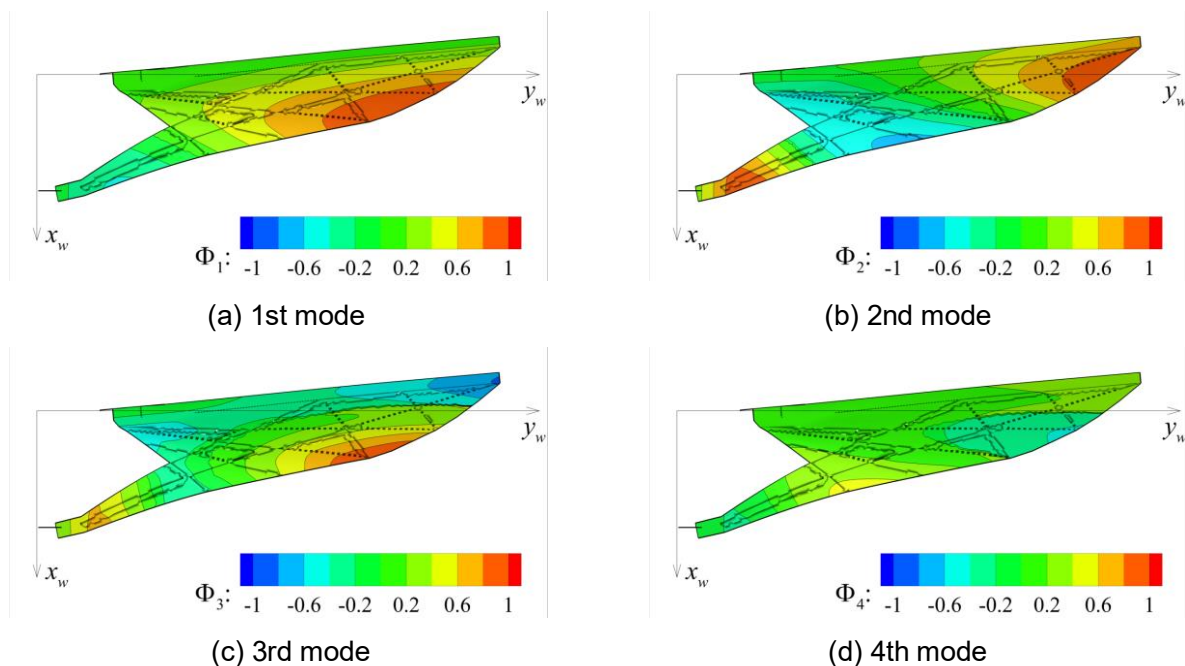 y_w
x_w
Φ_1:
-1 -0.6 -0.2 0.2 0.6 1
(a) 1st mode
y_w
x_w
Φ_2:
-1 -0.6 -0.2 0.2 0.6 1
(b) 2nd mode
y_w
x_w
Φ_3:
-1 -0.6 -0.2 0.2 0.6 1
(c) 3rd mode
y_w
x_w
Φ_4:
-1 -0.6 -0.2 0.2 0.6 1
(d) 4th mode